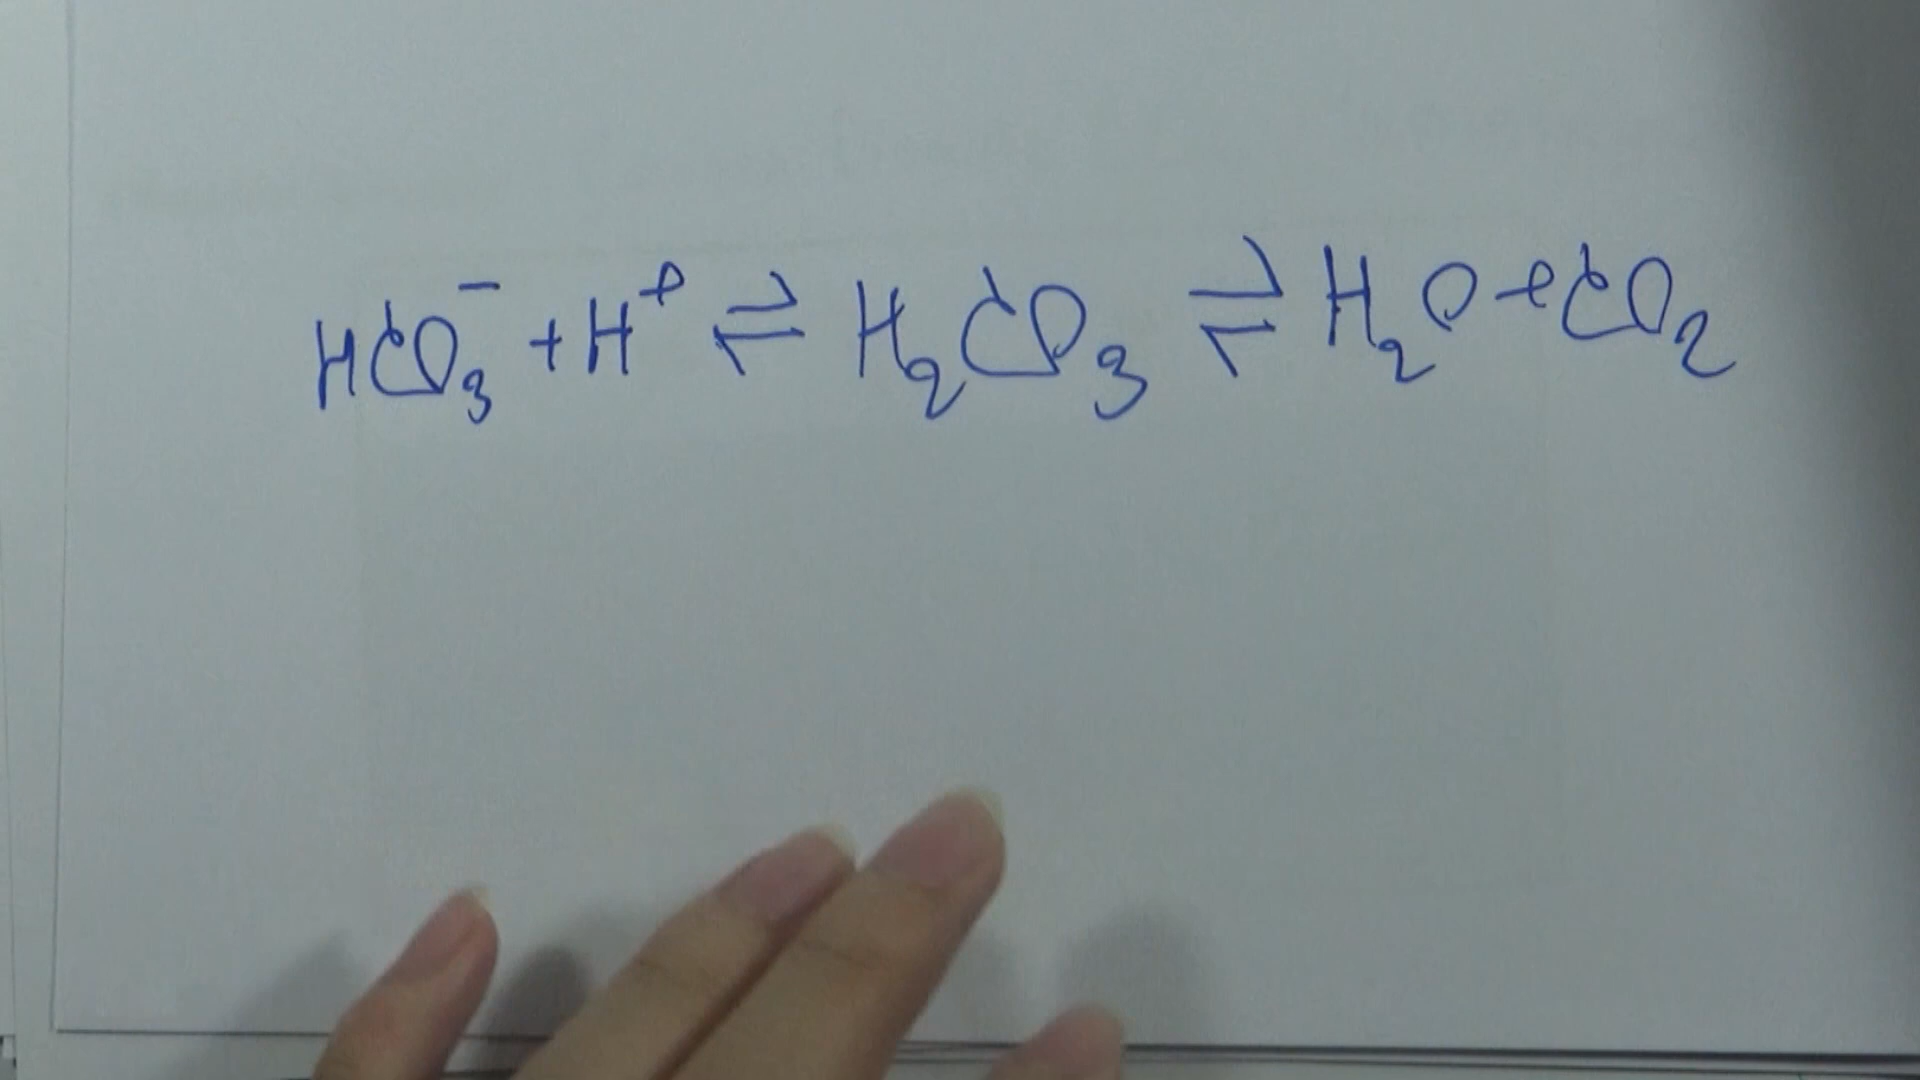 HCO₃⁻ + H⁺ ⇌ H₂CO₃ ⇌ H₂O + CO₂